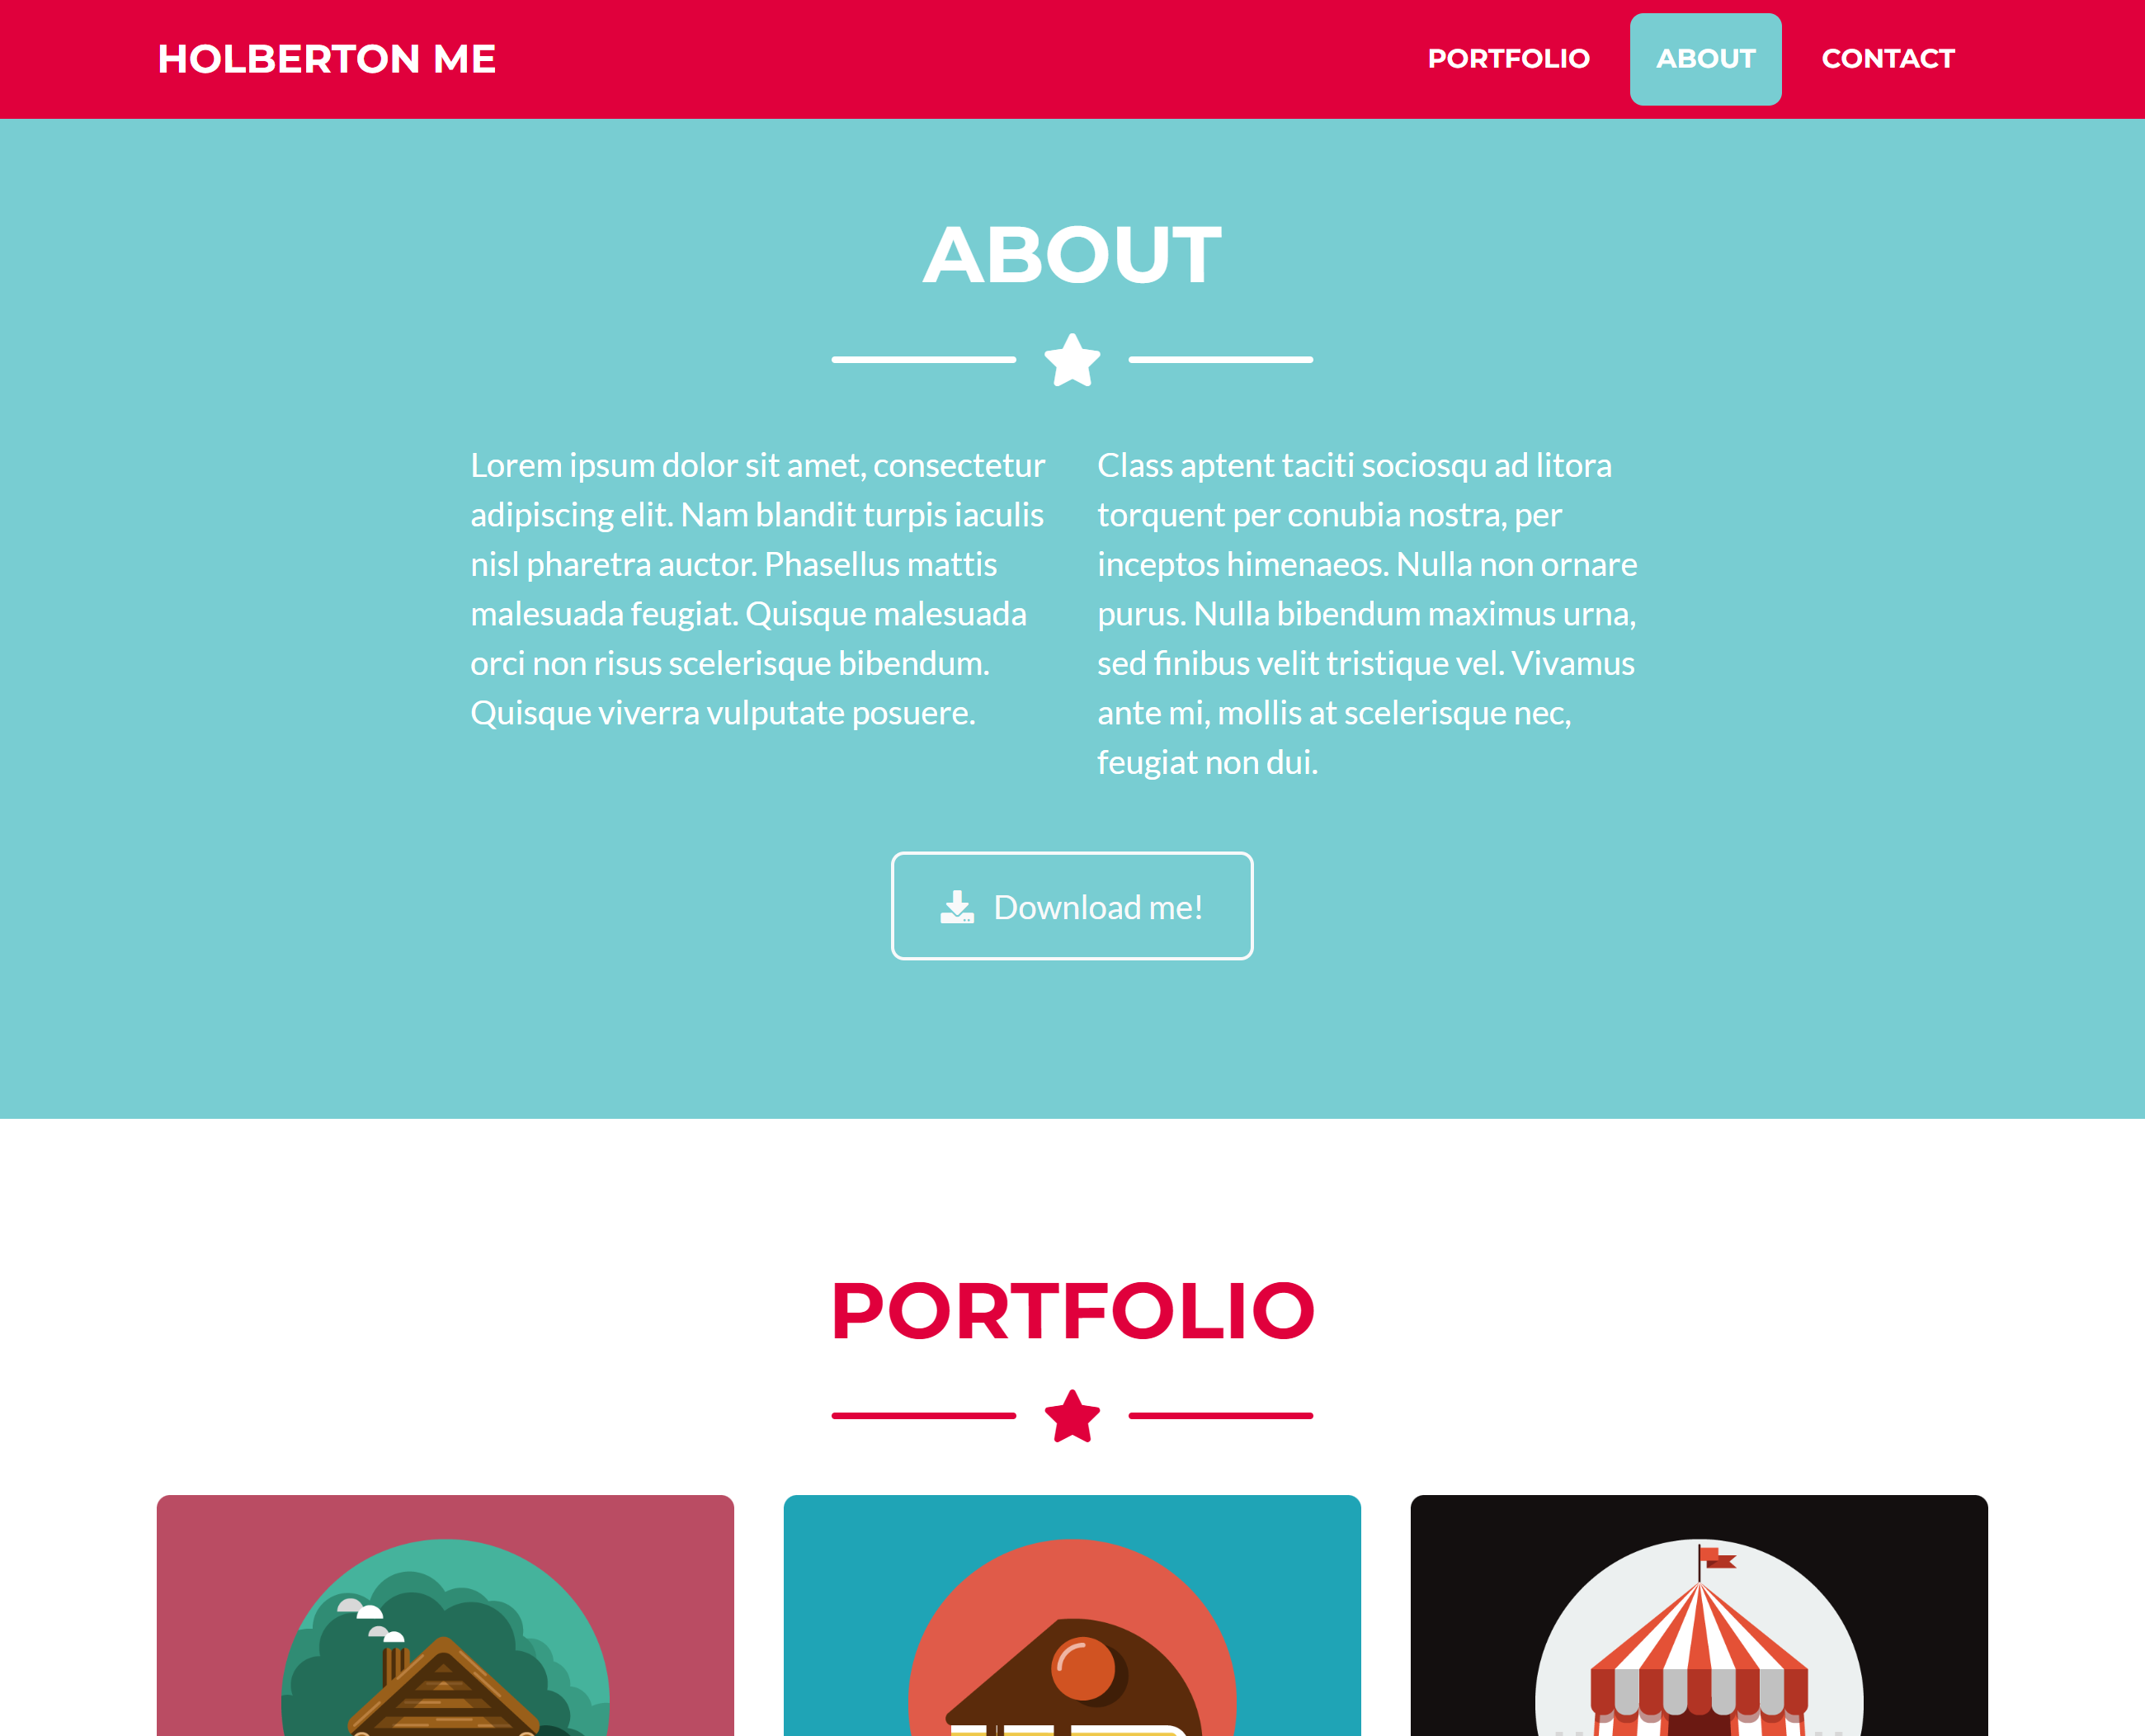 HOLBERTON ME
PORTFOLIO
ABOUT
CONTACT
ABOUT
Lorem ipsum dolor sit amet, consectetur
adipiscing elit. Nam blandit turpis iaculis
nisl pharetra auctor. Phasellus mattis
malesuada feugiat. Quisque malesuada
orci non risus scelerisque bibendum.
Quisque viverra vulputate posuere.
Class aptent taciti sociosqu ad litora
torquent per conubia nostra, per
inceptos himenaeos. Nulla non ornare
purus. Nulla bibendum maximus urna,
sed finibus velit tristique vel. Vivamus
ante mi, mollis at scelerisque nec,
feugiat non dui.
Download me!
PORTFOLIO